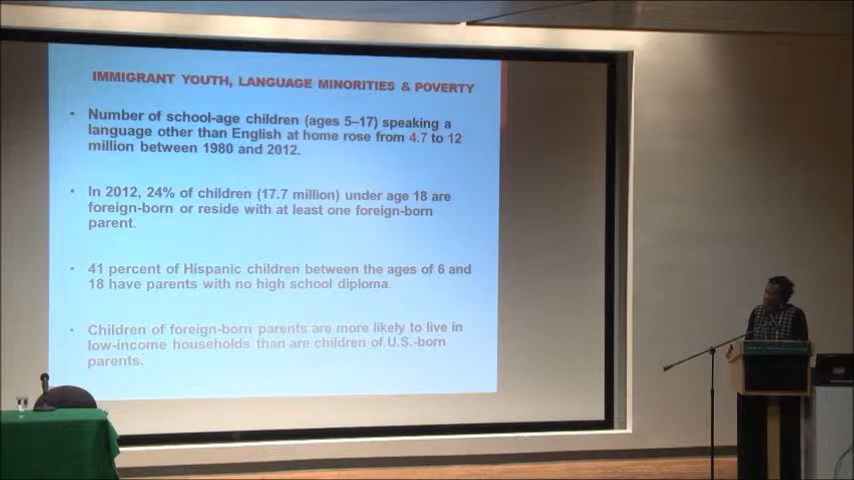 IMMIGRANT YOUTH, LANGUAGE MINORITIES & POVERTY
• Number of school-age children (ages 5–17) speaking a
language other than English at home rose from 4.7 to 12
million between 1980 and 2012.
• In 2012, 24% of children (17.7 million) under age 18 are
foreign-born or reside with at least one foreign-born
parent.
• 41 percent of Hispanic children between the ages of 6 and
18 have parents with no high school diploma.
• Children of foreign-born parents are more likely to live in
low-income households than are children of U.S.-born
parents.